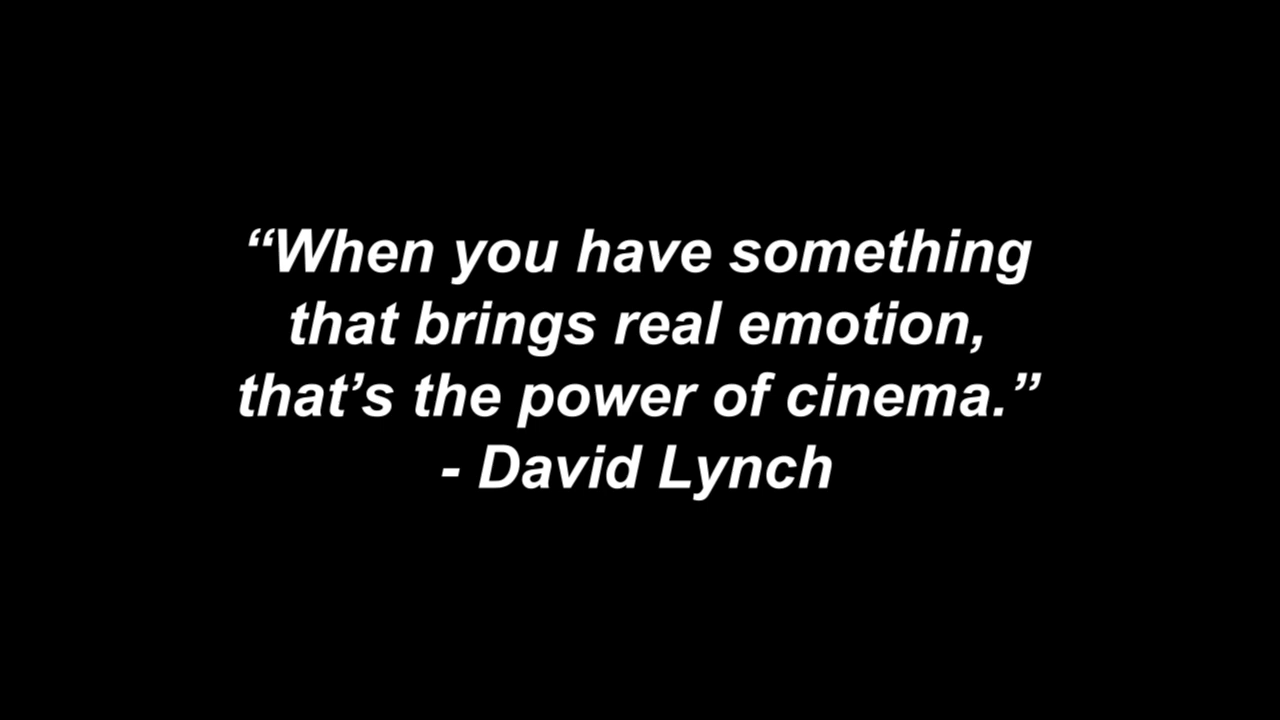 “When you have something
that brings real emotion,
that’s the power of cinema.”
- David Lynch